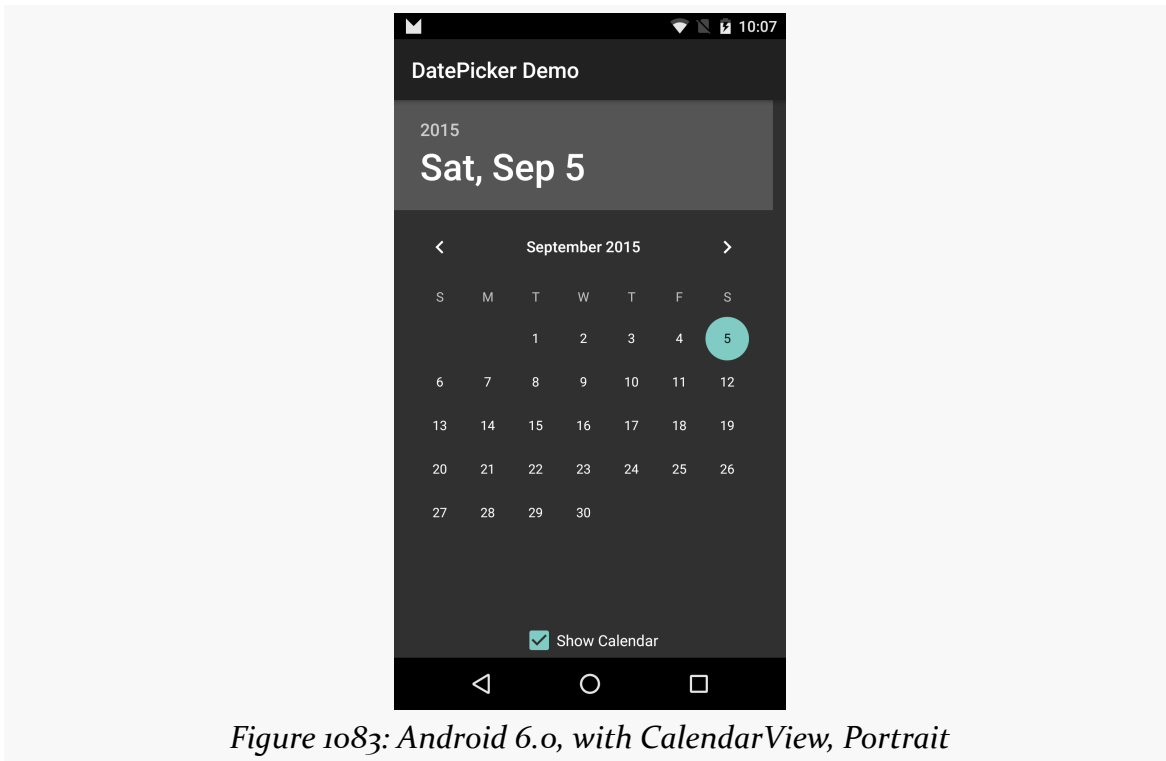 10:07
DatePicker Demo
2015
Sat, Sep 5
September 2015
S M T W T F S
1 2 3 4 5
6 7 8 9 10 11 12
13 14 15 16 17 18 19
20 21 22 23 24 25 26
27 28 29 30
Show Calendar
Figure 1083: Android 6.0, with CalendarView, Portrait